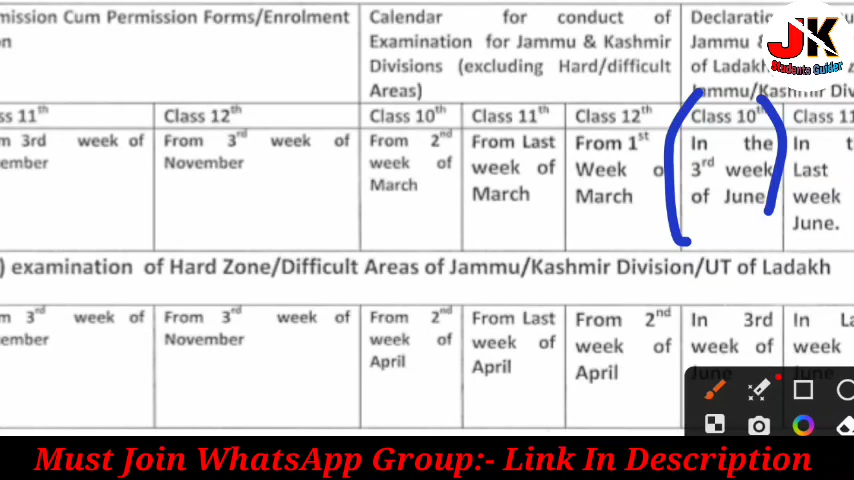 mission Cum Permission Forms/Enrolment
on
Calendar for conduct of
Examination for Jammu & Kashmir
Divisions (excluding Hard/difficult
Areas)
Jammu &
of Ladakh
Jammu/Kashmir Div
JK
Students Guider
ss 11th
Class 12th
Class 10th
Class 11th
Class 12th
Class 10th
Class 11
m 3rd week of
ember
From 3rd week of
November
From 2nd
week of
March
From Last
week of
March
From 1st
Week o
March
In the
3rd week
of June
In t
Last
week
June.
) examination of Hard Zone/Difficult Areas of Jammu/Kashmir Division/UT of Ladakh
m 3rd week of
ember
From 3rd week of
November
From 2nd
week of
April
From Last
week of
April
From 2nd
week of
April
In 3rd
week of
June
In La
week
Must Join WhatsApp Group:- Link In Description